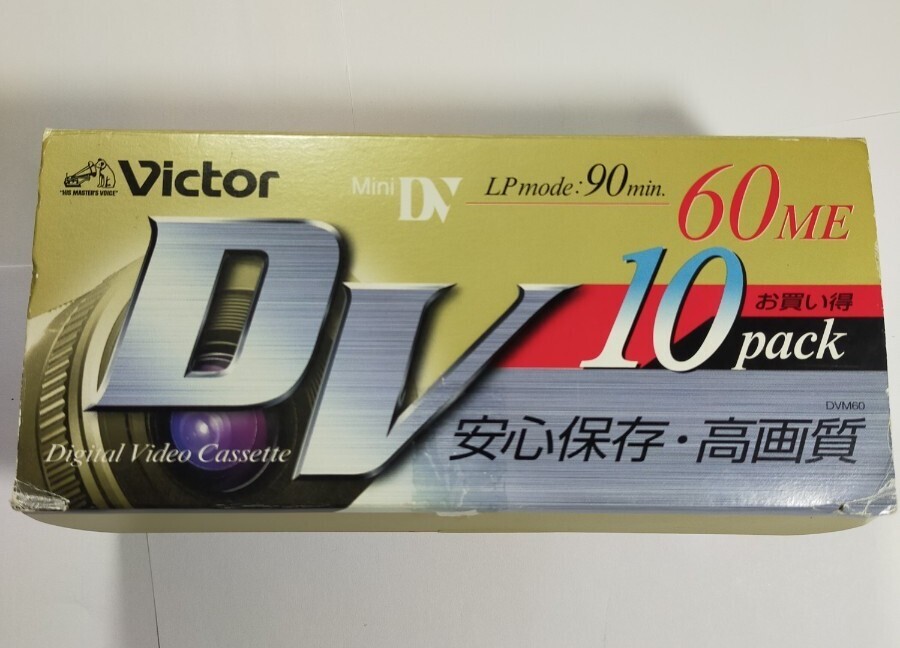 Victor
"HIS MASTER'S VOICE"
Mini DV
LP mode: 90 min.
60ME
DV
10 pack
お買い得
DVM60
安心保存・高画質
Digital Video Cassette